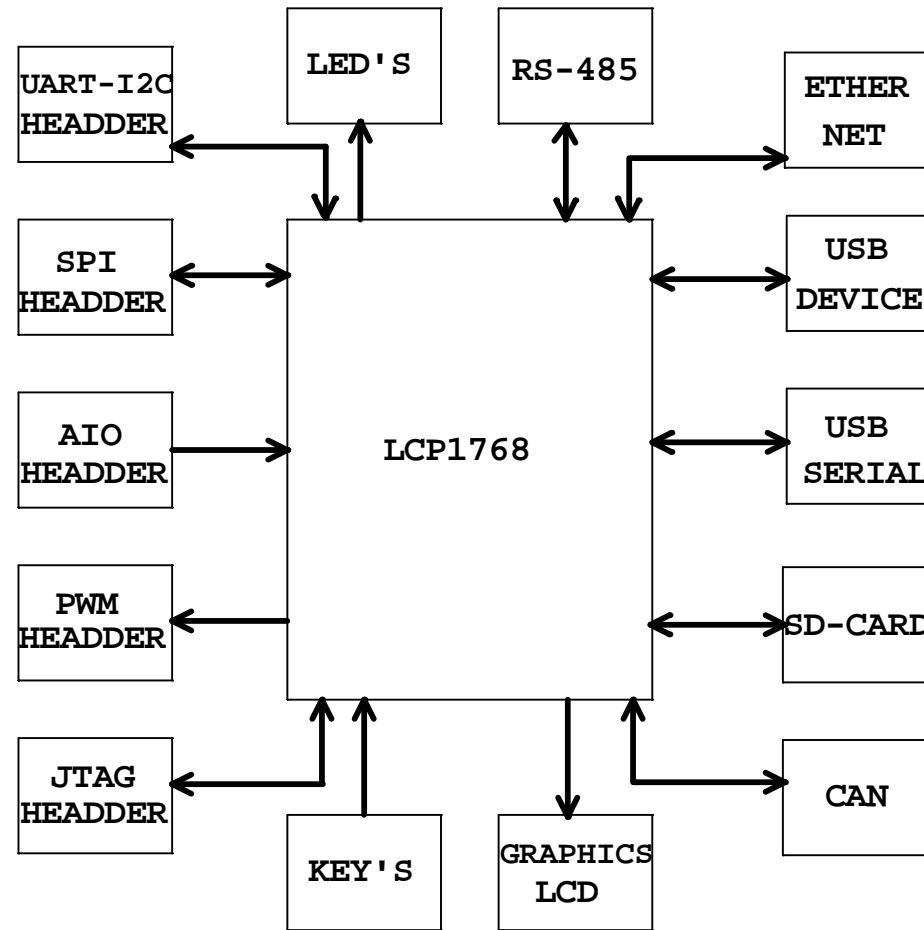 LED'S
RS-485
UART-I2C
HEADDER
ETHER
NET
SPI
HEADDER
USB
DEVICE
AIO
HEADDER
LCP1768
USB
SERIAL
PWM
HEADDER
SD-CARD
JTAG
HEADDER
CAN
KEY'S
GRAPHICS
LCD